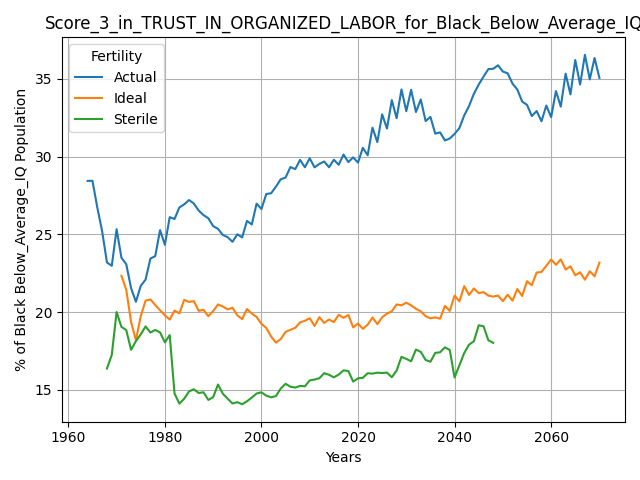 Score_3_in_TRUST_IN_ORGANIZED_LABOR_for_Black_Below_Average_IQ
Fertility
Actual
Ideal
Sterile
% of Black Below_Average_IQ Population
35
30
25
20
15
1960 1980 2000 2020 2040 2060
Years